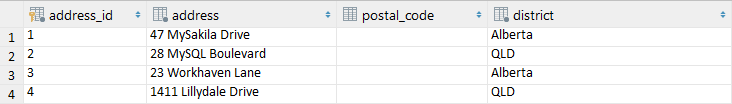 address_id address postal_code district
1 1 47 MySakila Drive Alberta
2 2 28 MySQL Boulevard QLD
3 3 23 Workhaven Lane Alberta
4 4 1411 Lillydale Drive QLD